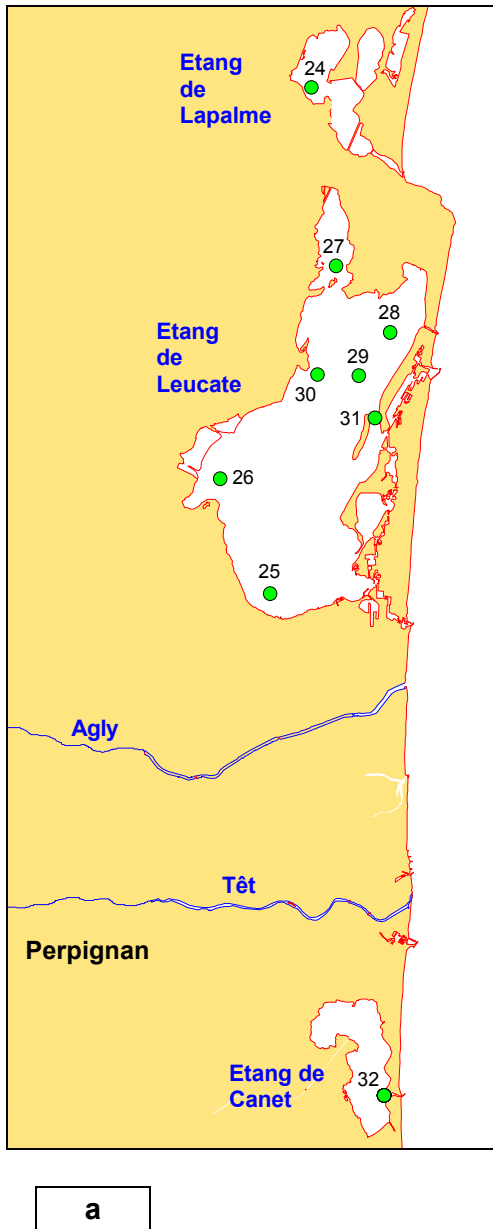 Etang
de
Lapalme
24
27
28
Etang
de
Leucate
29
30
31
26
25
Agly
Têt
Perpignan
Etang de
Canet
32
a